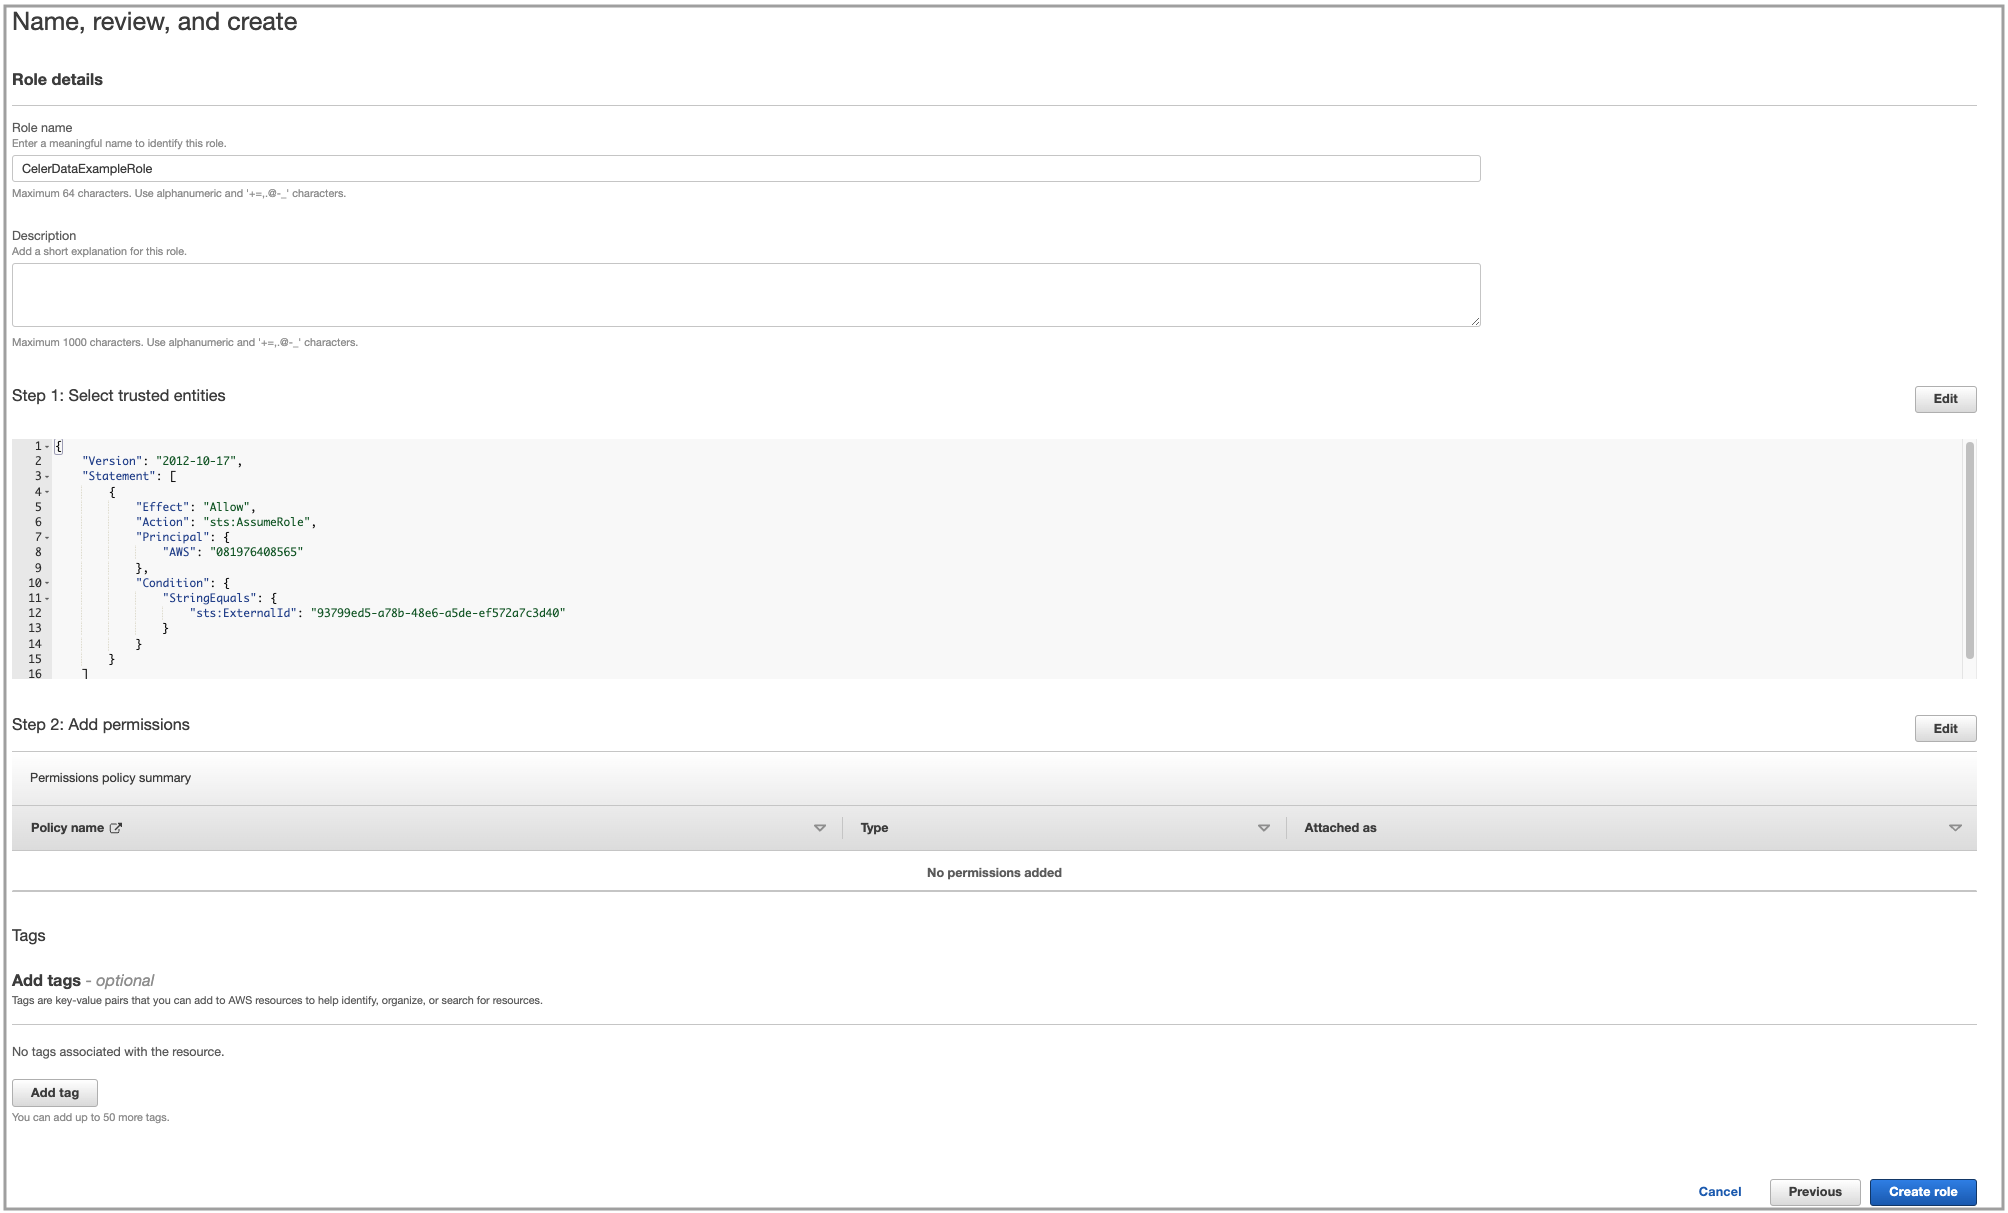 Name, review, and create
Role details
Role name
Enter a meaningful name to identify this role.
CelerDataExampleRole
Maximum 64 characters. Use alphanumeric and '+=,.@-_' characters.
Description
Add a short explanation for this role.
Maximum 1000 characters. Use alphanumeric and '+=,.@-_' characters.
Step 1: Select trusted entities
Edit
1 {
2     "Version": "2012-10-17",
3     "Statement": [
4         {
5             "Effect": "Allow",
6             "Action": "sts:AssumeRole",
7             "Principal": {
8                 "AWS": "081976408565"
9             },
10             "Condition": {
11                 "StringEquals": {
12                     "sts:ExternalId": "93799ed5-a78b-48e6-a5de-ef572a7c3d40"
13                 }
14             }
15         }
16     ]
Step 2: Add permissions
Edit
Permissions policy summary
Policy name Type Attached as
No permissions added
Tags
Add tags - optional
Tags are key-value pairs that you can add to AWS resources to help identify, organize, or search for resources.
No tags associated with the resource.
Add tag
You can add up to 50 more tags.
Cancel Previous Create role